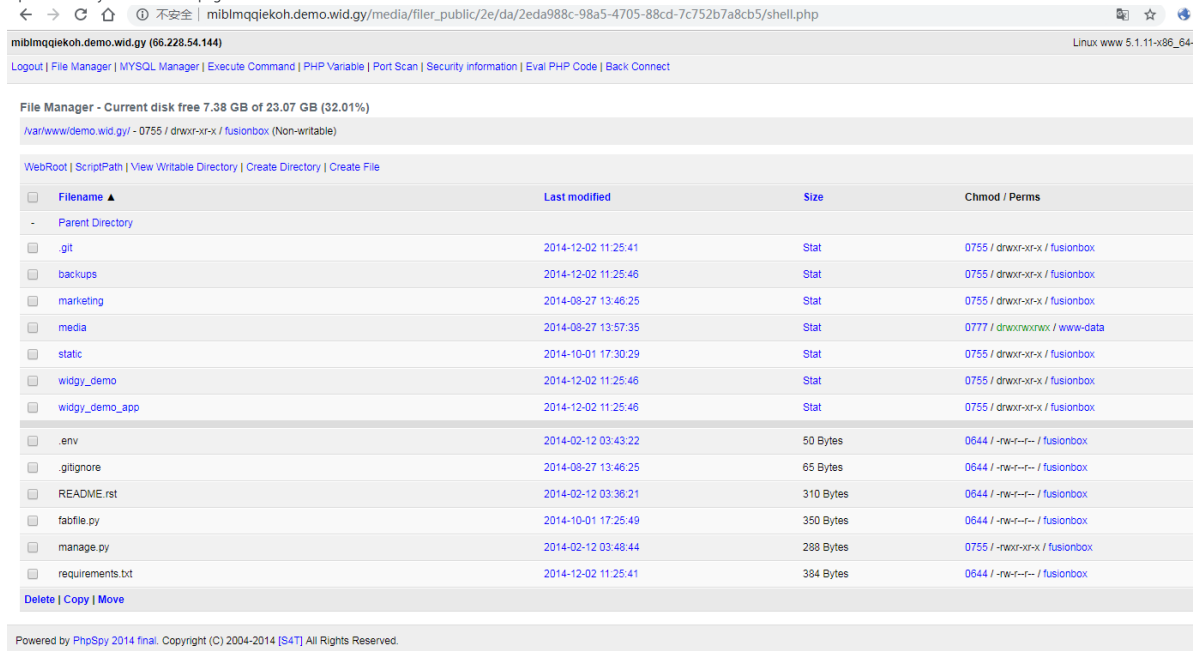 不安全 | miblmqqiekoh.demo.wid.gy/media/filer_public/2e/da/2eda988c-98a5-4705-88cd-7c752b7a8cb5/shell.php
miblmqqiekoh.demo.wid.gy (66.228.54.144) Linux www 5.1.11-x86_64-
Logout | File Manager | MYSQL Manager | Execute Command | PHP Variable | Port Scan | Security information | Eval PHP Code | Back Connect
File Manager - Current disk free 7.38 GB of 23.07 GB (32.01%)
/var/www/demo.wid.gy/ - 0755 / drwxr-xr-x / fusionbox (Non-writable)
WebRoot | ScriptPath | View Writable Directory | Create Directory | Create File
Filename ▲ Last modified Size Chmod / Perms
- Parent Directory
.git 2014-12-02 11:25:41 Stat 0755 / drwxr-xr-x / fusionbox
backups 2014-12-02 11:25:46 Stat 0755 / drwxr-xr-x / fusionbox
marketing 2014-08-27 13:46:25 Stat 0755 / drwxr-xr-x / fusionbox
media 2014-08-27 13:57:35 Stat 0777 / drwxrwxrwx / www-data
static 2014-10-01 17:30:29 Stat 0755 / drwxr-xr-x / fusionbox
widgy_demo 2014-12-02 11:25:46 Stat 0755 / drwxr-xr-x / fusionbox
widgy_demo_app 2014-12-02 11:25:46 Stat 0755 / drwxr-xr-x / fusionbox
.env 2014-02-12 03:43:22 50 Bytes 0644 / -rw-r--r-- / fusionbox
.gitignore 2014-08-27 13:46:25 65 Bytes 0644 / -rw-r--r-- / fusionbox
README.rst 2014-02-12 03:36:21 310 Bytes 0644 / -rw-r--r-- / fusionbox
fabfile.py 2014-10-01 17:25:49 350 Bytes 0644 / -rw-r--r-- / fusionbox
manage.py 2014-02-12 03:48:44 288 Bytes 0755 / -rwxr-xr-x / fusionbox
requirements.txt 2014-12-02 11:25:41 384 Bytes 0644 / -rw-r--r-- / fusionbox
Delete | Copy | Move
Powered by PhpSpy 2014 final. Copyright (C) 2004-2014 [S4T] All Rights Reserved.